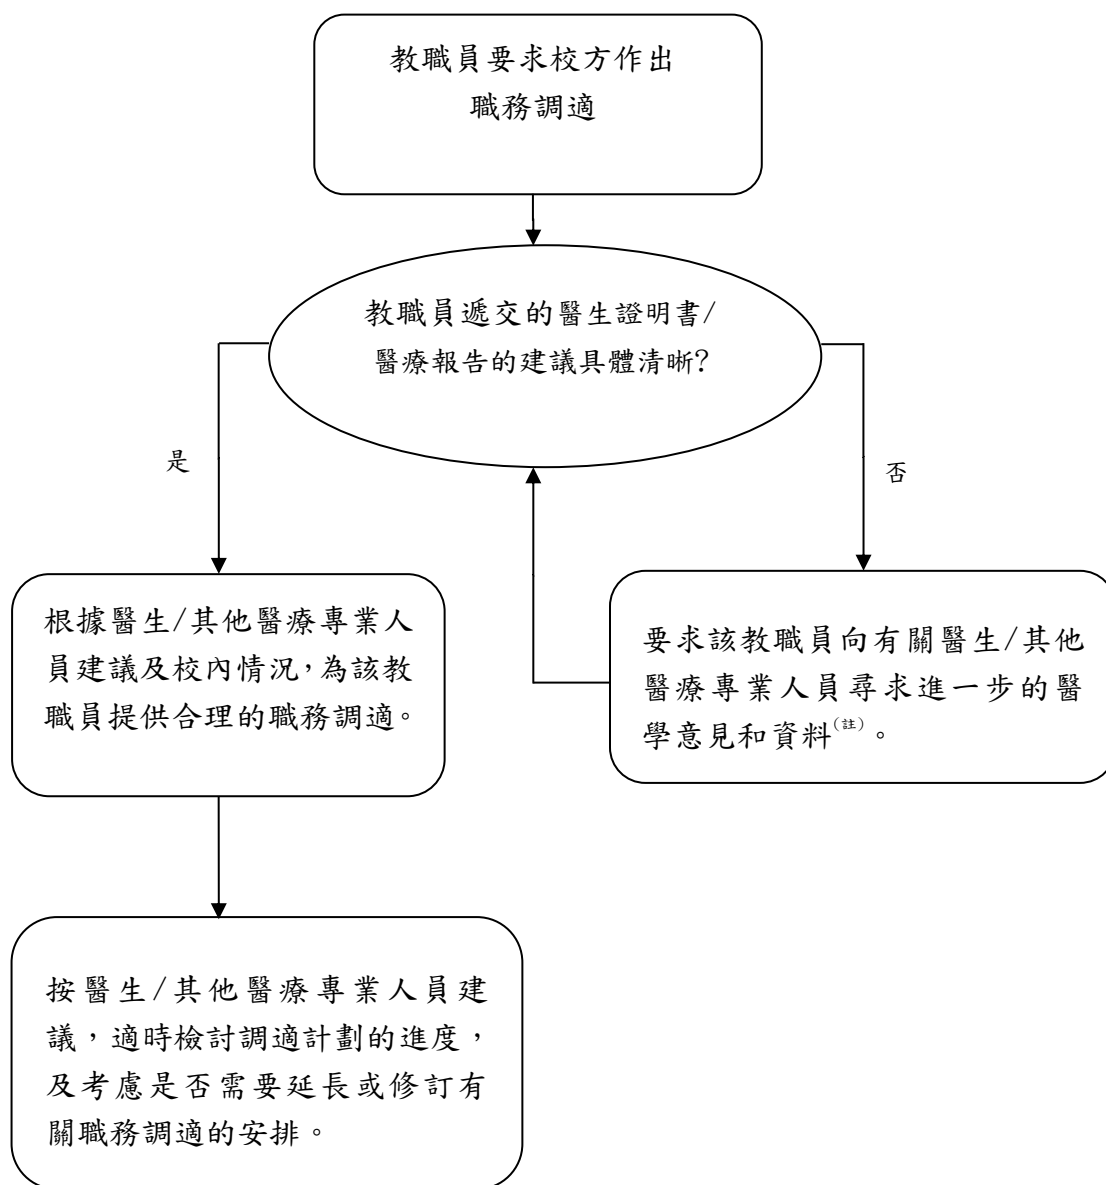 教職員要求校方作出
職務調適
教職員遞交的醫生證明書/
醫療報告的建議具體清晰?
是
否
根據醫生/其他醫療專業人
員建議及校內情況,為該教
職員提供合理的職務調適。
要求該教職員向有關醫生/其他
醫療專業人員尋求進一步的醫
學意見和資料(註)。
按醫生/其他醫療專業人員建
議，適時檢討調適計劃的進度，
及考慮是否需要延長或修訂有
關職務調適的安排。